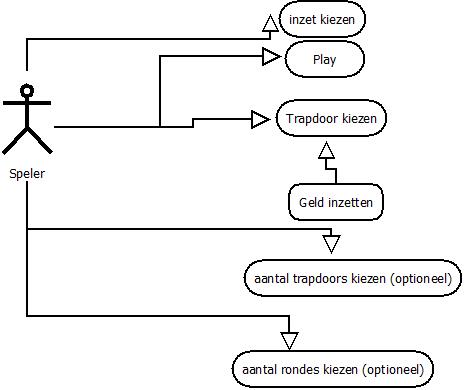 inzet kiezen
Play
Trapdoor kiezen
Speler
Geld inzetten
aantal trapdoors kiezen (optioneel)
aantal rondes kiezen (optioneel)